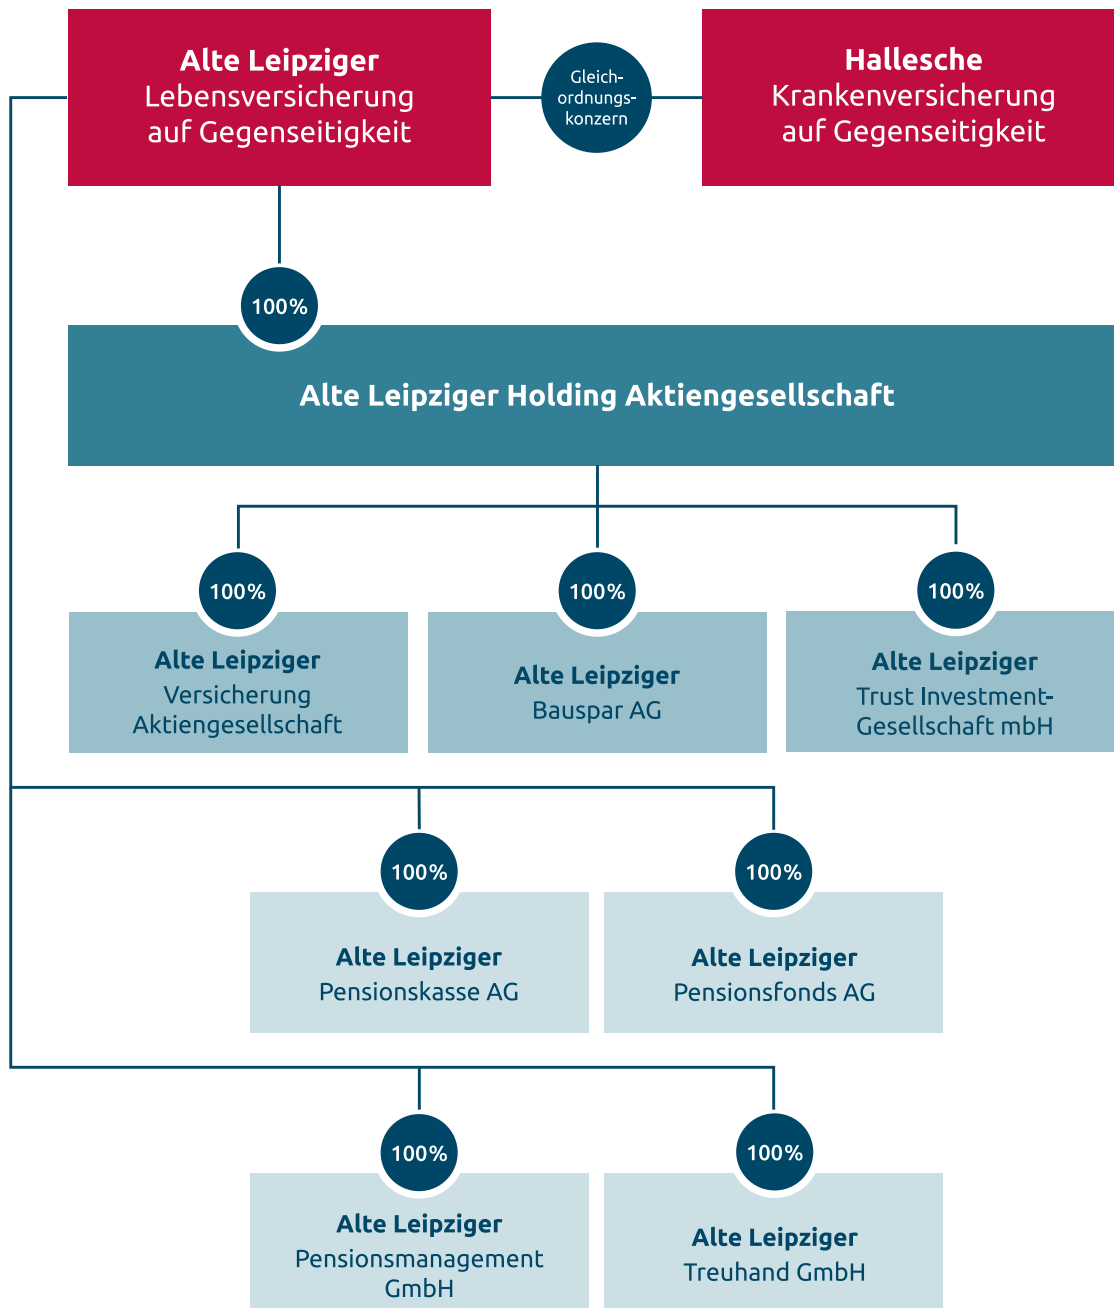 Alte Leipziger
Lebensversicherung
auf Gegenseitigkeit
Gleich-
ordnungs-
konzern
Hallesche
Krankenversicherung
auf Gegenseitigkeit
100%
Alte Leipziger Holding Aktiengesellschaft
100%
Alte Leipziger
Versicherung
Aktiengesellschaft
100%
Alte Leipziger
Bauspar AG
100%
Alte Leipziger
Trust Investment-
Gesellschaft mbH
100%
Alte Leipziger
Pensionskasse AG
100%
Alte Leipziger
Pensionsfonds AG
100%
Alte Leipziger
Pensionsmanagement
GmbH
100%
Alte Leipziger
Treuhand GmbH